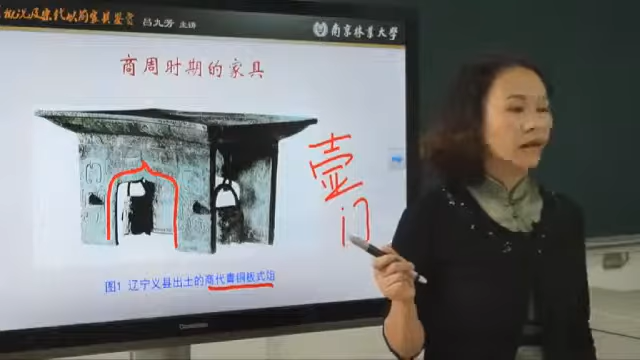 概况及宋代以前家具鉴赏 吕九芳 主讲
南京林业大学
商周时期的家具
壸门
图1 辽宁义县出土的商代青铜板式俎